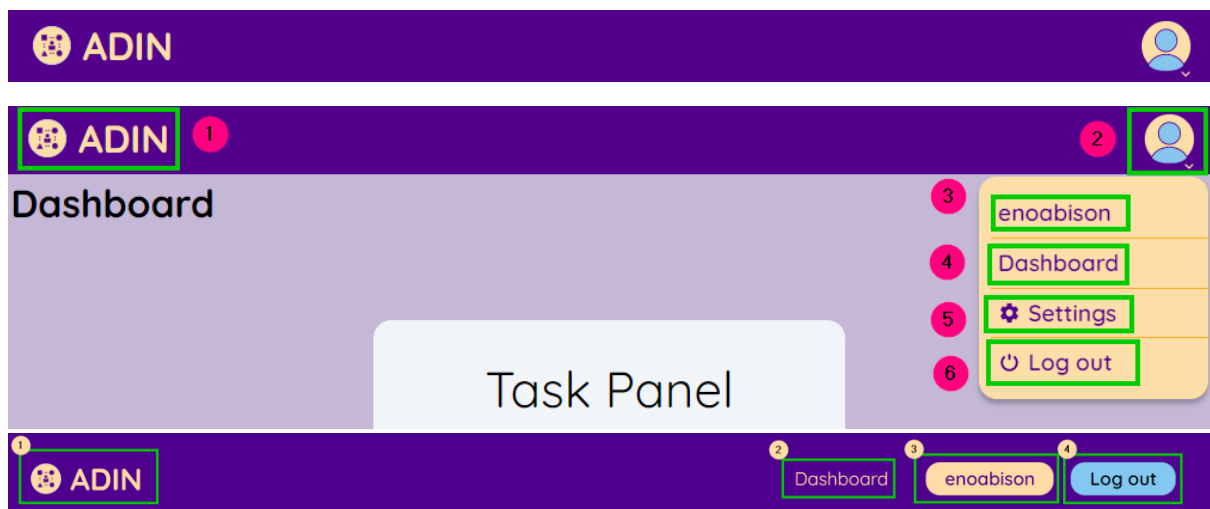 ADIN
ADIN 1 2
Dashboard
3 enoabison
4 Dashboard
5 Settings
6 Log out
Task Panel
1 2 3 4
ADIN Dashboard enoabison Log out